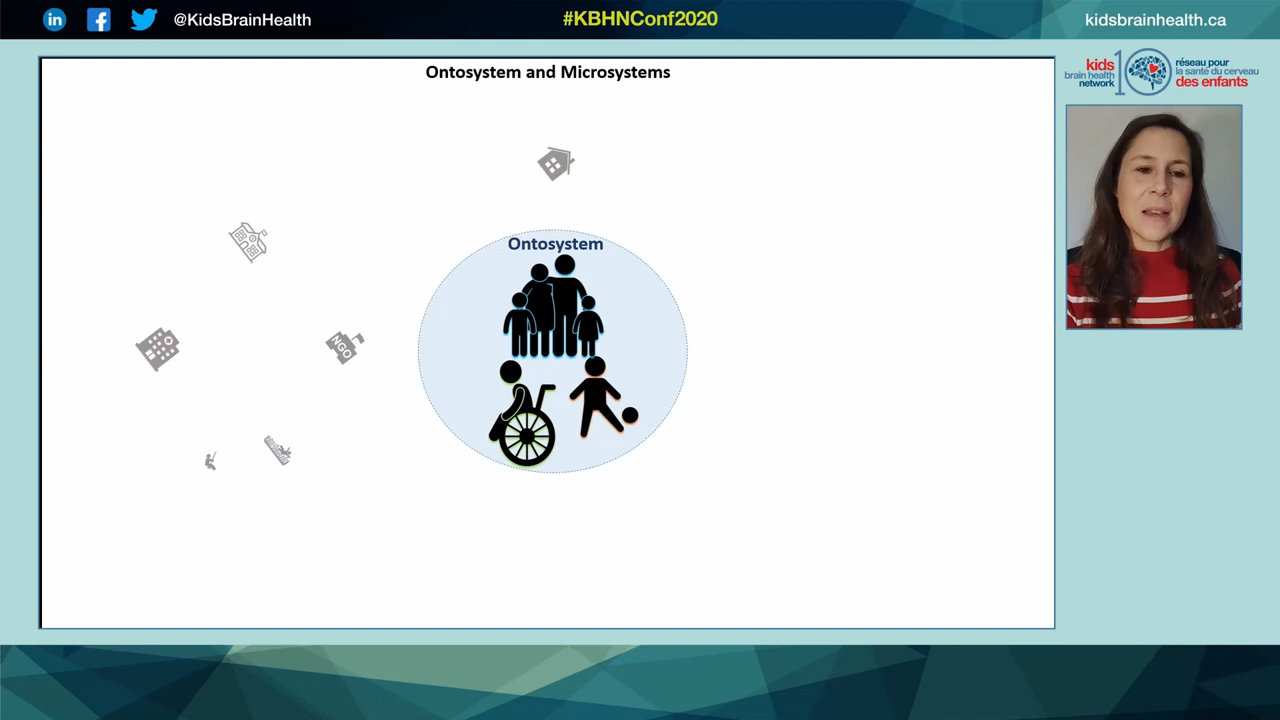 @KidsBrainHealth
#KBHNConf2020
kidsbrainhealth.ca
kids
brain health
network
10
réseau pour
la santé du cerveau
des enfants
Ontosystem and Microsystems
Ontosystem
NGO